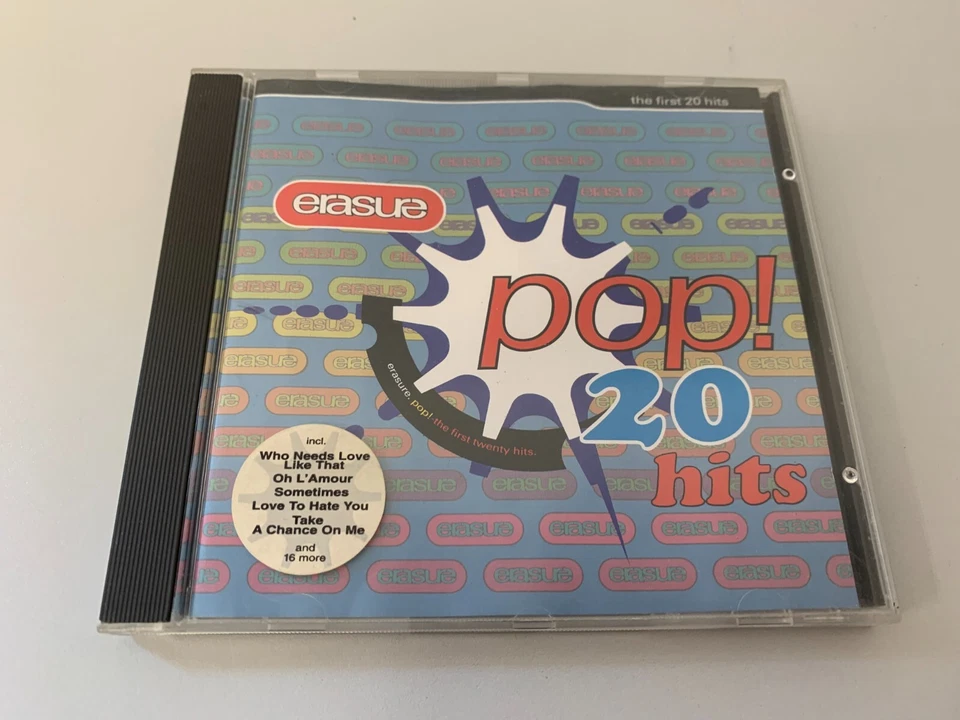 the first 20 hits
erasure
pop!
20
hits
erasure. pop! the first twenty hits.
incl.
Who Needs Love
Like That
Oh L'Amour
Sometimes
Love To Hate You
Take
A Chance On Me
and
16 more